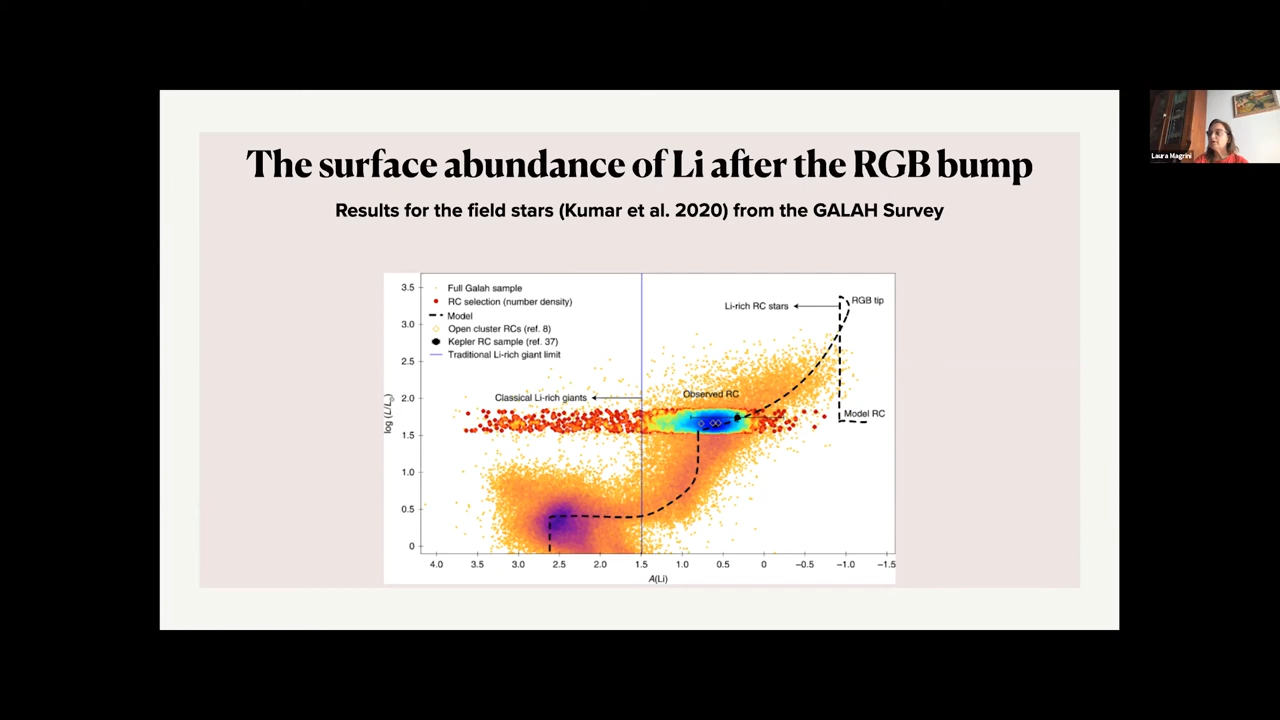 The surface abundance of Li after the RGB bump
Results for the field stars (Kumar et al. 2020) from the GALAH Survey
Laura Magrini
Full Galah sample
RC selection (number density)
Model
Open cluster RCs (ref. 8)
Kepler RC sample (ref. 37)
Traditional Li-rich giant limit
Li-rich RC stars
RGB tip
Classical Li-rich giants
Observed RC
Model RC
log (L/L⊙)
3.5
3.0
2.5
2.0
1.5
1.0
0.5
0
4.0 3.5 3.0 2.5 2.0 1.5 1.0 0.5 0 −0.5 −1.0 −1.5
A(Li)